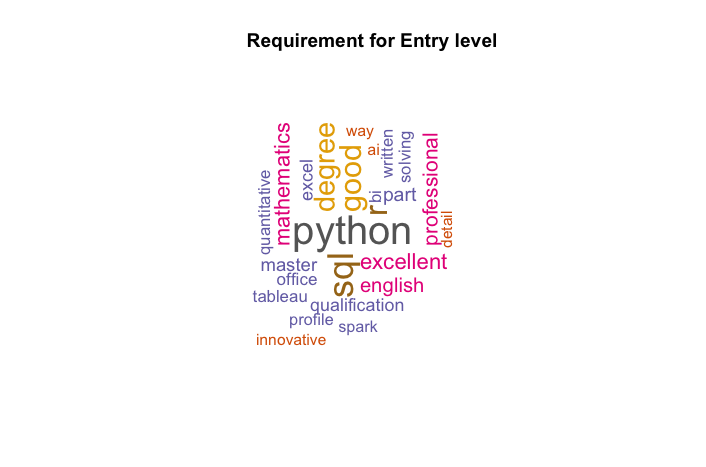 Requirement for Entry level
way
ai
written
solving
professional
degree
good
mathematics
excel
quantitative
bi
part
r
detail
python
sql
excellent
master
office
english
tableau
qualification
profile
spark
innovative